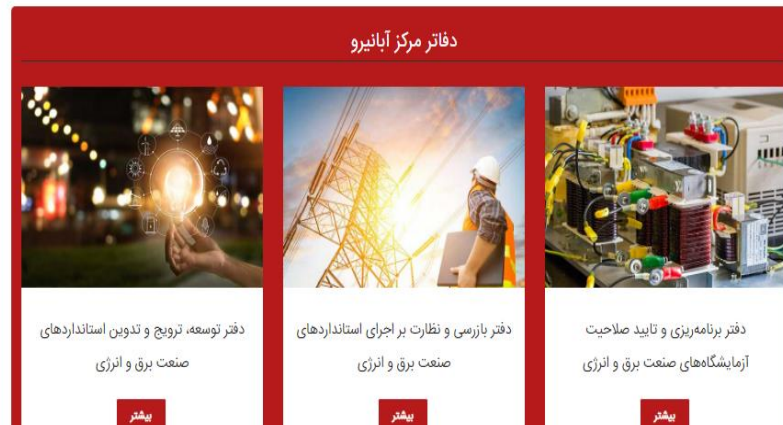 دفاتر مرکز آبانیرو
دفتر برنامه‌ریزی و تایید صلاحیت
آزمایشگاه‌های صنعت برق و انرژی
بیشتر
دفتر بازرسی و نظارت بر اجرای استانداردهای
صنعت برق و انرژی
بیشتر
دفتر توسعه، ترویج و تدوین استانداردهای
صنعت برق و انرژی
بیشتر